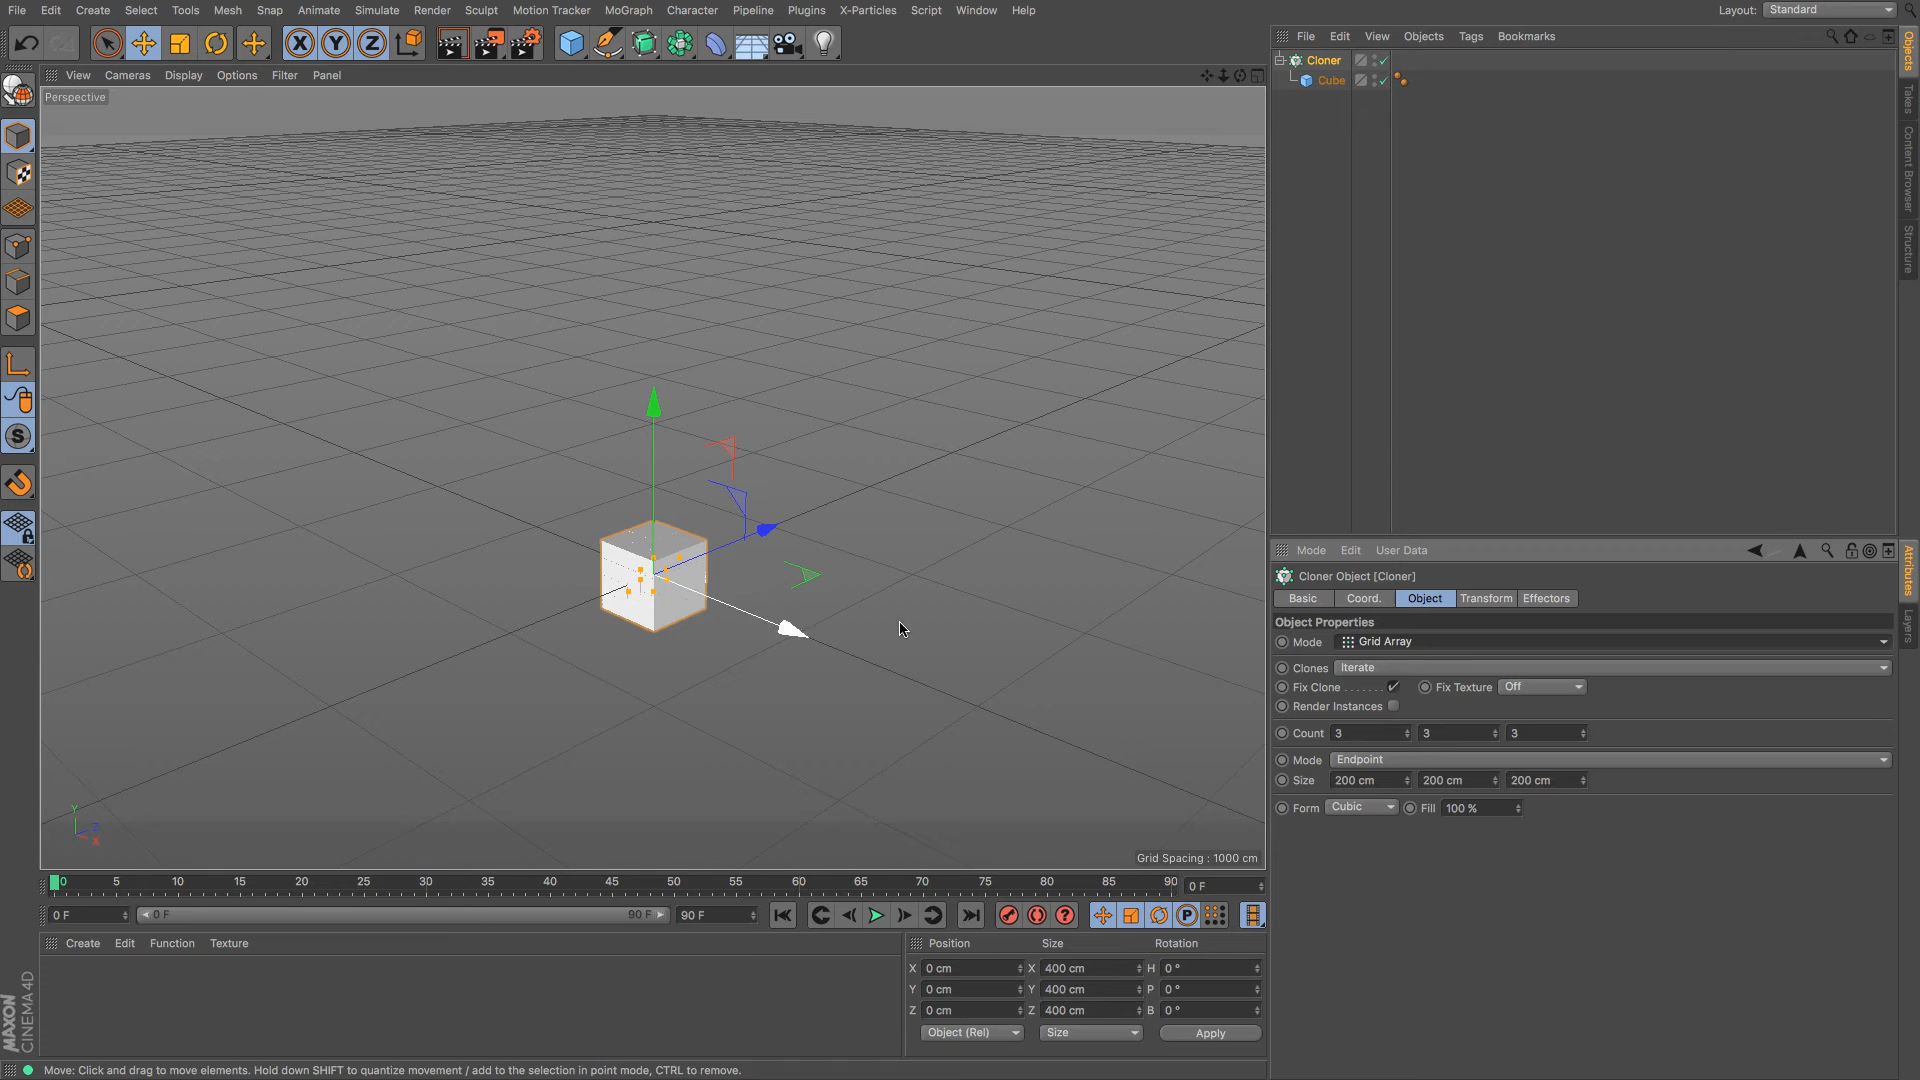 File Edit Create Select Tools Mesh Snap Animate Simulate Render Sculpt Motion Tracker MoGraph Character Pipeline Plugins X-Particles Script Window Help Layout: Standard
File Edit View Objects Tags Bookmarks
View Cameras Display Options Filter Panel
Perspective
Cloner
Cube
Objects
Takes
Content Browser
Structure
Mode Edit User Data
Cloner Object [Cloner]
Basic Coord. Object Transform Effectors
Object Properties
Mode Grid Array
Clones Iterate
Fix Clone . . . . . . . Fix Texture Off
Render Instances
Count 3 3 3
Mode Endpoint
Size 200 cm 200 cm 200 cm
Form Cubic Fill 100 %
Attributes
Layers
Y
Z
X
Grid Spacing : 1000 cm
0 5 10 15 20 25 30 35 40 45 50 55 60 65 70 75 80 85 90 0 F
0 F 0 F 90 F 90 F
Create Edit Function Texture
Position Size Rotation
X 0 cm X 400 cm H 0 °
Y 0 cm Y 400 cm P 0 °
Z 0 cm Z 400 cm B 0 °
Object (Rel) Size Apply
MAXON
CINEMA 4D
Move: Click and drag to move elements. Hold down SHIFT to quantize movement / add to the selection in point mode, CTRL to remove.